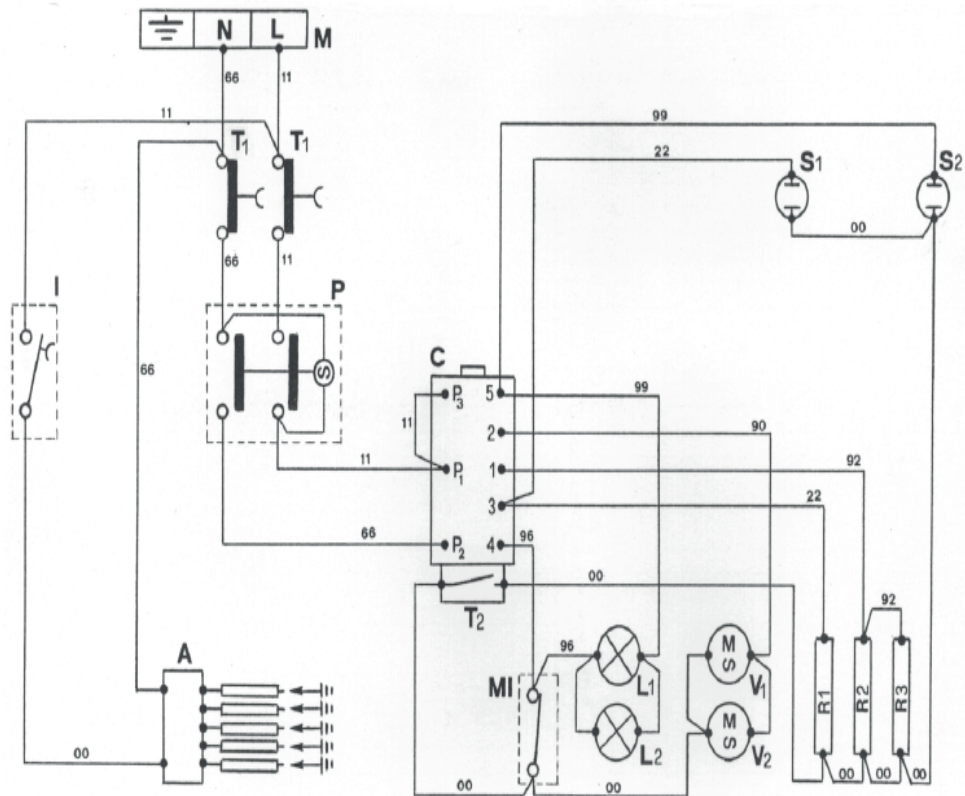 N L M
66 11
11
T1 T1
99
22
S1 S2
00
66 11
I
P
S
66
C
P3 5 99
11
2 90
11 P1 1 92
3 22
66 P2 4 96
00
T2
92
A
96
MI
L1
M S
V1
R1 R2 R3
L2
M S
V2
00
00 00 00 00 00